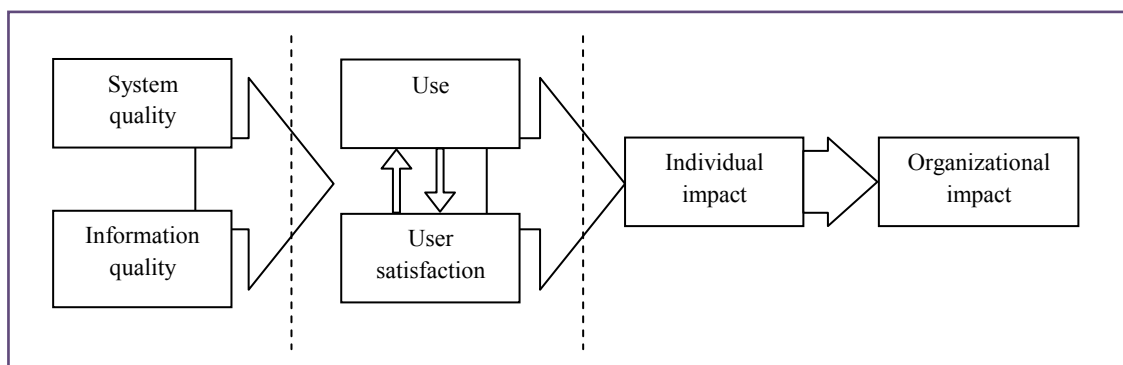 System
quality
Information
quality
Use
User
satisfaction
Individual
impact
Organizational
impact